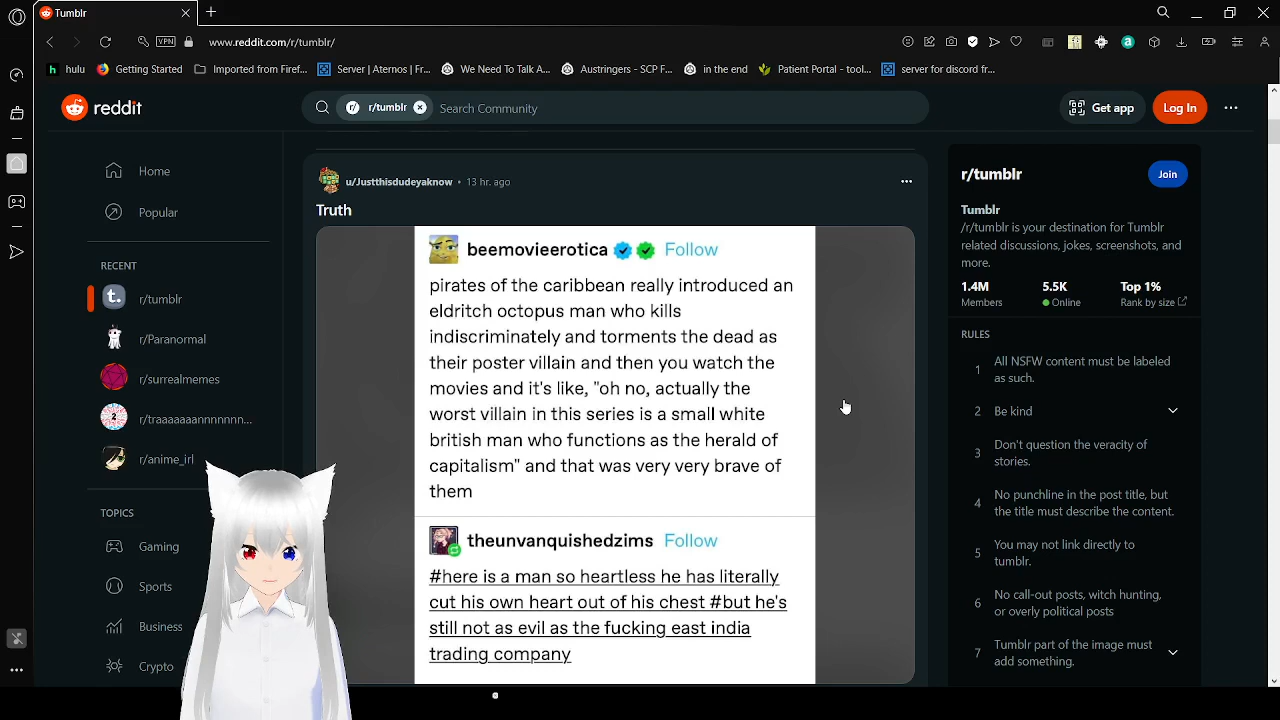 Tumblr
VPN
www.reddit.com/r/tumblr/
hulu
Getting Started
Imported from Firef...
Server | Aternos | Fr...
We Need To Talk A...
Austringers - SCP F...
in the end
Patient Portal - tool...
server for discord fr...
reddit
r/
r/tumblr
Search Community
Get app
Log In
Home
Popular
RECENT
r/tumblr
r/Paranormal
r/surrealmemes
r/traaaaaannnnnnn...
r/anime_irl
TOPICS
Gaming
Sports
Business
Crypto
u/Justthisdudeyaknow • 13 hr. ago
Truth
beemovieerotica Follow
pirates of the caribbean really introduced an
eldritch octopus man who kills
indiscriminately and torments the dead as
their poster villain and then you watch the
movies and it's like, "oh no, actually the
worst villain in this series is a small white
british man who functions as the herald of
capitalism" and that was very very brave of
them
theunvanquishedzims Follow
#here is a man so heartless he has literally
cut his own heart out of his chest #but he's
still not as evil as the fucking east india
trading company
r/tumblr
Join
Tumblr
/r/tumblr is your destination for Tumblr
related discussions, jokes, screenshots, and
more.
1.4M 5.5K Top 1%
Members Online Rank by size
RULES
1 All NSFW content must be labeled
as such.
2 Be kind
3 Don't question the veracity of
stories.
4 No punchline in the post title, but
the title must describe the content.
5 You may not link directly to
tumblr.
6 No call-out posts, witch hunting,
or overly political posts
7 Tumblr part of the image must
add something.